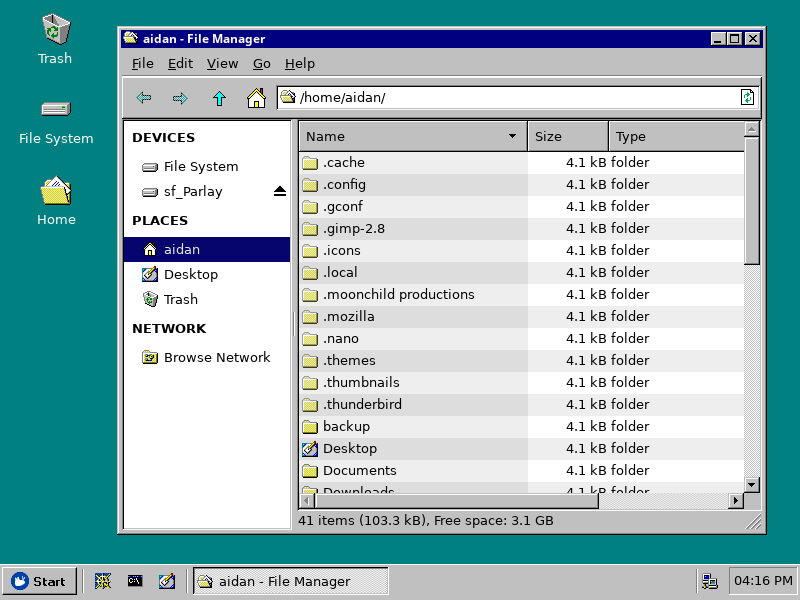 Trash
File System
Home
aidan - File Manager
File Edit View Go Help
/home/aidan/
DEVICES
File System
sf_Parlay
PLACES
aidan
Desktop
Trash
NETWORK
Browse Network
Name Size Type
.cache 4.1 kB folder
.config 4.1 kB folder
.gconf 4.1 kB folder
.gimp-2.8 4.1 kB folder
.icons 4.1 kB folder
.local 4.1 kB folder
.moonchild productions 4.1 kB folder
.mozilla 4.1 kB folder
.nano 4.1 kB folder
.themes 4.1 kB folder
.thumbnails 4.1 kB folder
.thunderbird 4.1 kB folder
backup 4.1 kB folder
Desktop 4.1 kB folder
Documents 4.1 kB folder
Downloads 4.1 kB folder
41 items (103.3 kB), Free space: 3.1 GB
Start
aidan - File Manager
04:16 PM